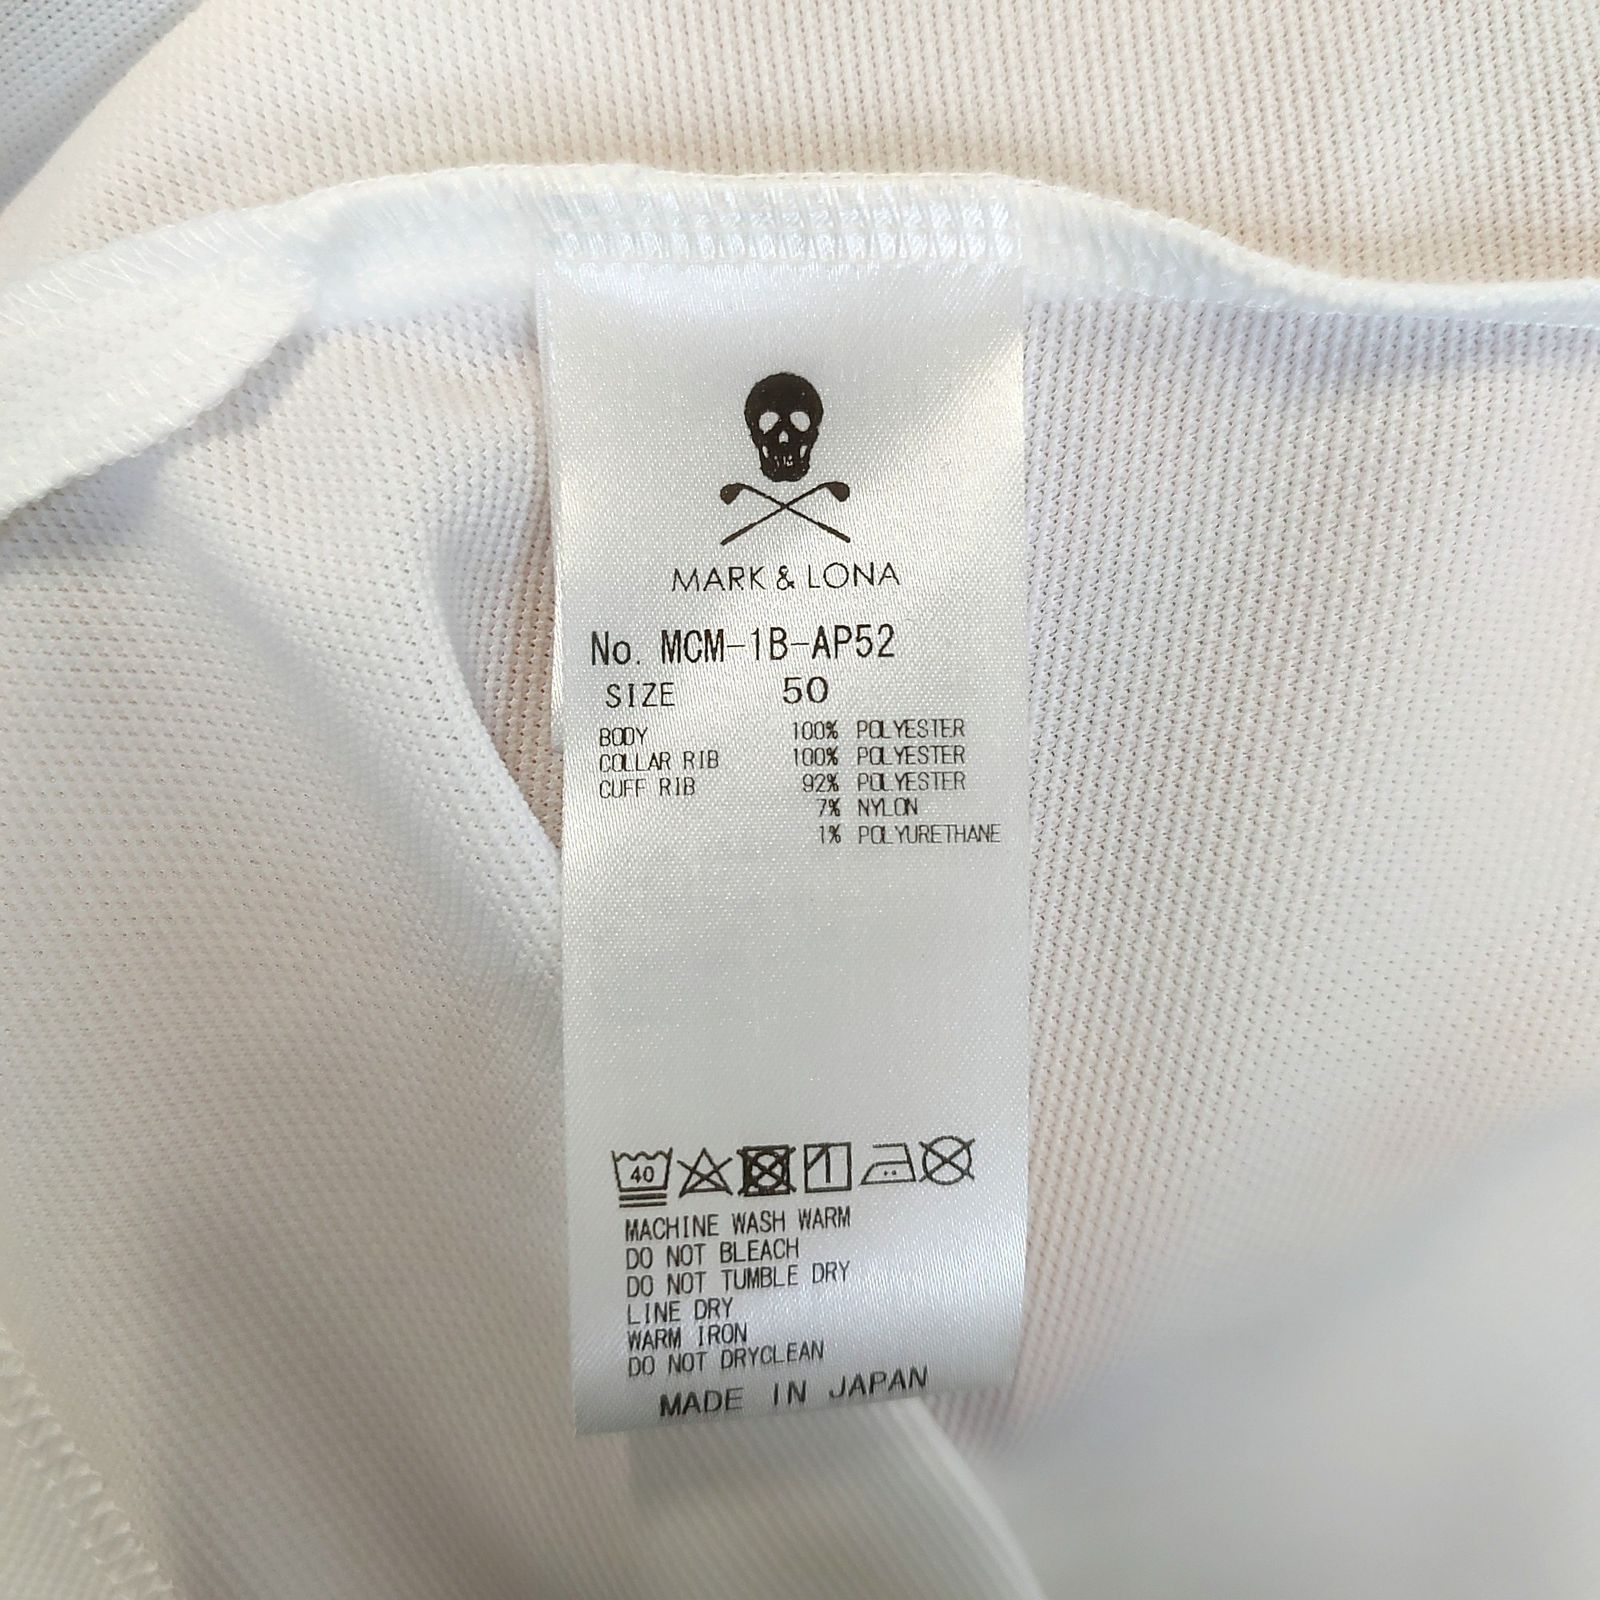 MARK & LONA
No. MCM-1B-AP52
SIZE 50
BODY 100% POLYESTER
COLLAR RIB 100% POLYESTER
CUFF RIB 92% POLYESTER
7% NYLON
1% POLYURETHANE
40
MACHINE WASH WARM
DO NOT BLEACH
DO NOT TUMBLE DRY
LINE DRY
WARM IRON
DO NOT DRYCLEAN
MADE IN JAPAN